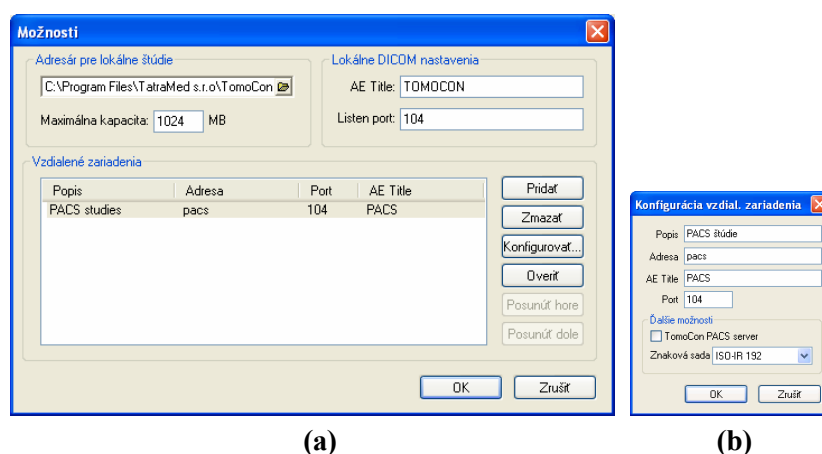 Možnosti
Adresár pre lokálne štúdie
C:\Program Files\TatraMed s.r.o\TomoCon
Maximálna kapacita: 1024 MB
Lokálne DICOM nastavenia
AE Title: TOMOCON
Listen port: 104
Vzdialené zariadenia
Popis Adresa Port AE Title
PACS studies pacs 104 PACS
Pridať
Zmazať
Konfigurovať...
Overiť
Posunúť hore
Posunúť dole
OK Zrušiť
(a)
Konfigurácia vzdial. zariadenia
Popis PACS štúdie
Adresa pacs
AE Title PACS
Port 104
Ďalšie možnosti
TomoCon PACS server
Znaková sada ISO-IR 192
OK Zrušiť
(b)